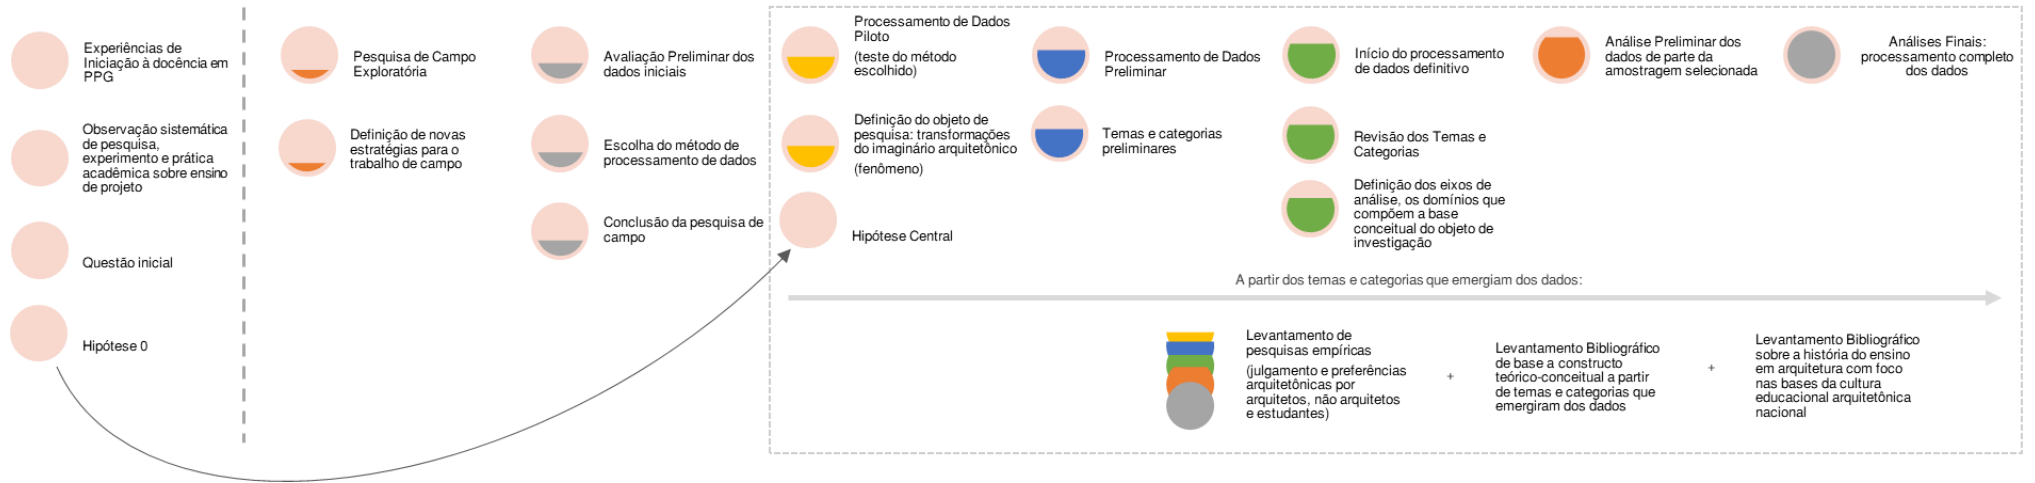 Experiências de
Iniciação à docência em
PPG
Observação sistemática
de pesquisa,
experimento e prática
acadêmica sobre ensino
de projeto
Questão inicial
Hipótese 0
Pesquisa de Campo
Exploratória
Definição de novas
estratégias para o
trabalho de campo
Avaliação Preliminar dos
dados iniciais
Escolha do método de
processamento de dados
Conclusão da pesquisa de
campo
Processamento de Dados
Piloto
(teste do método
escolhido)
Definição do objeto de
pesquisa: transformações
do imaginário arquitetônico
(fenômeno)
Hipótese Central
Processamento de Dados
Preliminar
Temas e categorias
preliminares
Início do processamento
de dados definitivo
Revisão dos Temas e
Categorias
Definição dos eixos de
análise, os domínios que
compõem a base
conceitual do objeto de
investigação
Análise Preliminar dos
dados de parte da
amostragem selecionada
Análises Finais:
processamento completo
dos dados
A partir dos temas e categorias que emergiam dos dados:
Levantamento de
pesquisas empíricas
(julgamento e preferências
arquitetônicas por
arquitetos, não arquitetos
e estudantes)
+
Levantamento Bibliográfico
de base a constructo
teórico-conceitual a partir
de temas e categorias que
emergiram dos dados
+
Levantamento Bibliográfico
sobre a história do ensino
em arquitetura com foco
nas bases da cultura
educacional arquitetônica
nacional